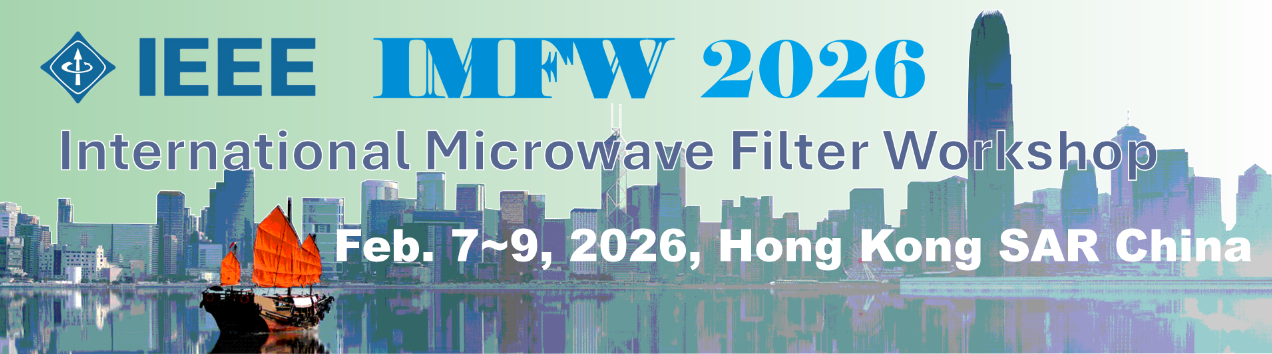 IEEE IMFW 2026
International Microwave Filter Workshop
Feb. 7~9, 2026, Hong Kong SAR China